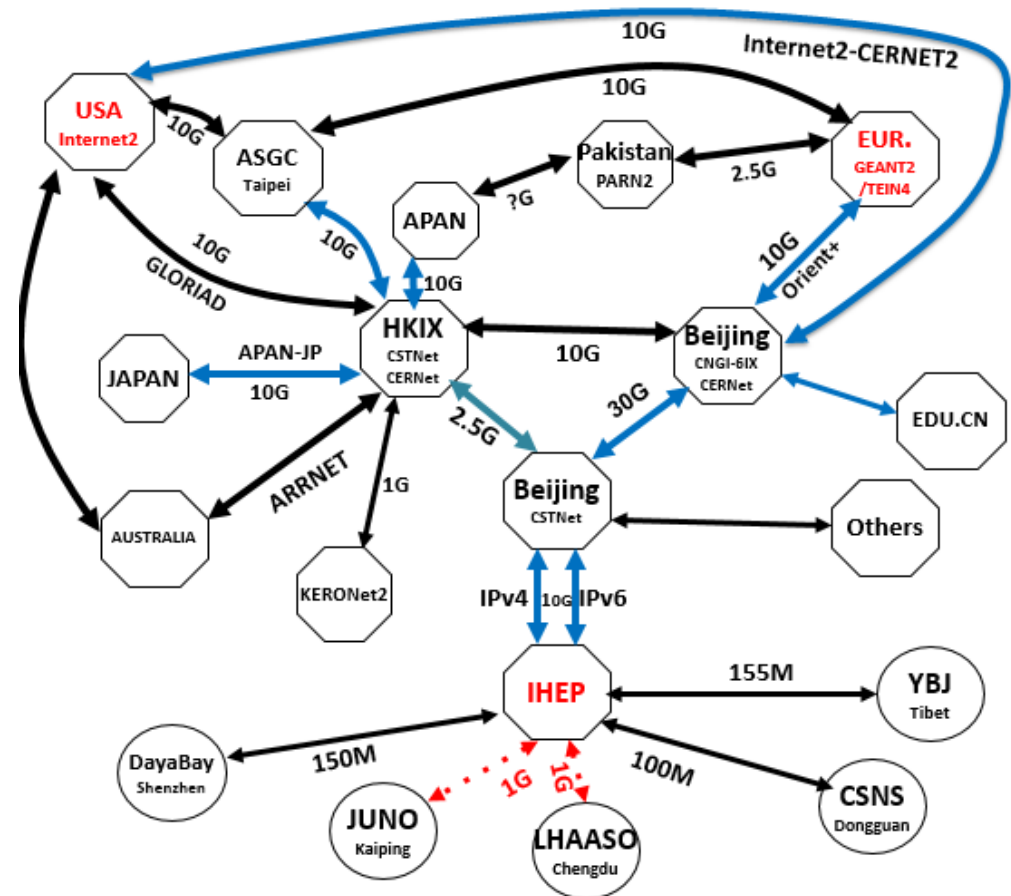 10G
Internet2-CERNET2
10G
USA
Internet2
10G
ASGC
Taipei
Pakistan
PARN2
EUR.
GEANT2
/TEIN4
2.5G
?G
APAN
10G
10G
GLORIAD
10G
10G
Orient+
HKIX
CSTNet
CERNet
10G
Beijing
CNGI-6IX
CERNet
APAN-JP
JAPAN
10G
2.5G
30G
EDU.CN
ARRNET
1G
Beijing
CSTNet
AUSTRALIA
Others
KERONet2
IPv4
10G
IPv6
IHEP
155M
YBJ
Tibet
DayaBay
Shenzhen
150M
1G
1G
100M
CSNS
Dongguan
JUNO
Kaiping
LHAASO
Chengdu